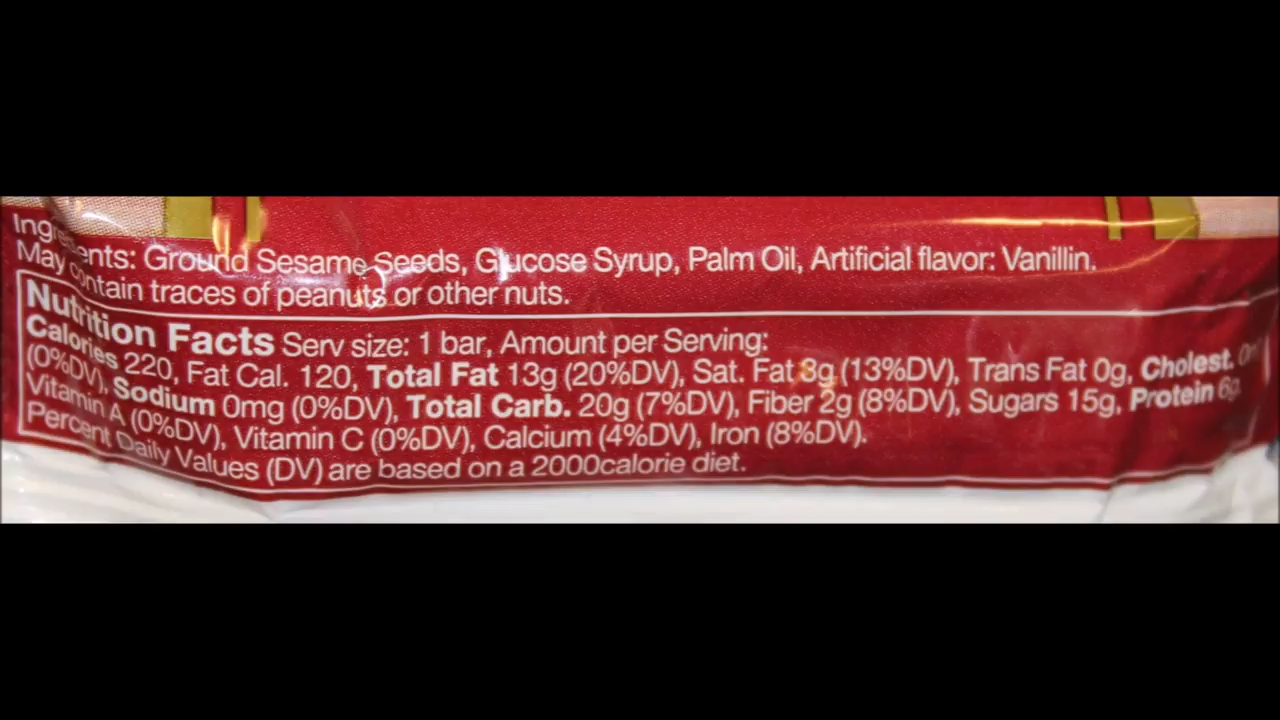 Ingredients: Ground Sesame Seeds, Glucose Syrup, Palm Oil, Artificial flavor: Vanillin.
May contain traces of peanuts or other nuts.
Nutrition Facts Serv size: 1 bar, Amount per Serving:
Calories 220, Fat Cal. 120, Total Fat 13g (20%DV), Sat. Fat 3g (13%DV), Trans Fat 0g, Cholest.
(0%DV), Sodium 0mg (0%DV), Total Carb. 20g (7%DV), Fiber 2g (8%DV), Sugars 15g, Protein 6g,
Vitamin A (0%DV), Vitamin C (0%DV), Calcium (4%DV), Iron (8%DV).
Percent Daily Values (DV) are based on a 2000calorie diet.